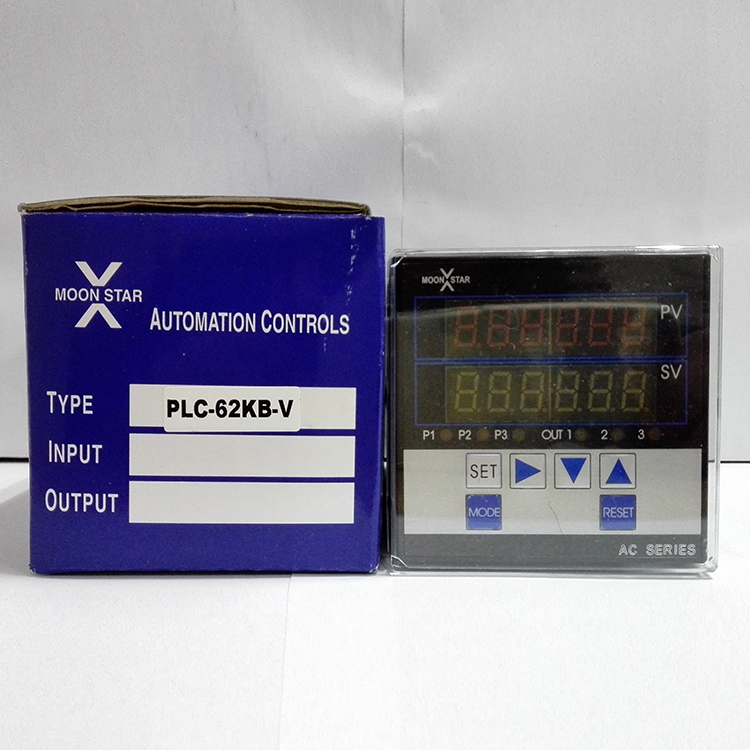 MOON STAR
AUTOMATION CONTROLS
TYPE PLC-62KB-V
INPUT
OUTPUT
MOON STAR
PV
SV
P1 P2 P3 OUT 1 2 3
SET
MODE RESET
AC SERIES